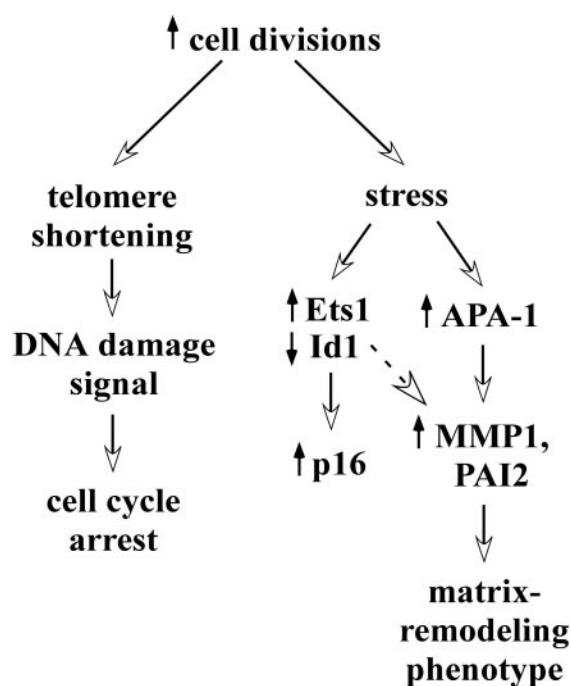 ↑ cell divisions
telomere
shortening
DNA damage
signal
cell cycle
arrest
stress
↑ Ets1
↓ Id1
↑ p16
↑ APA-1
↑ MMP1,
PAI2
matrix-
remodeling
phenotype